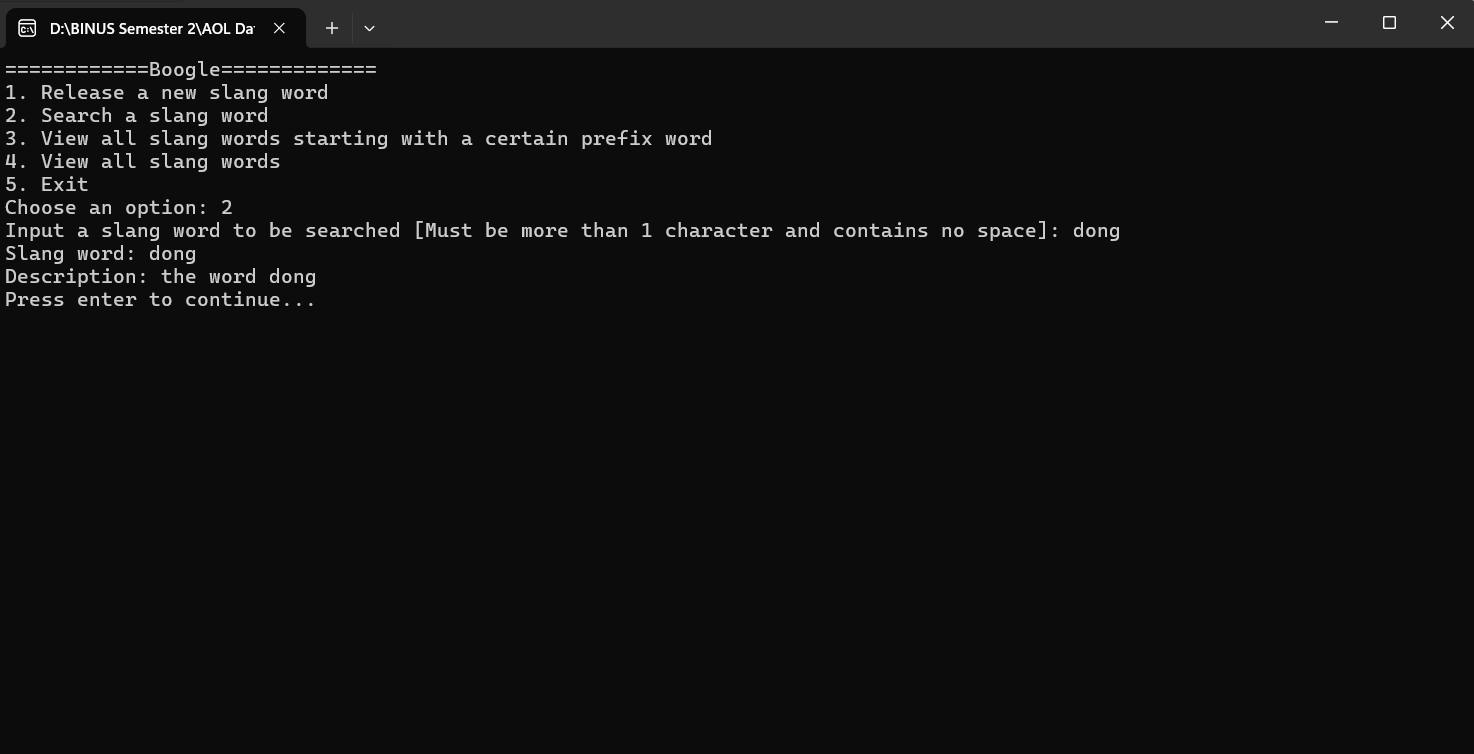 D:\BINUS Semester 2\AOL Da
============Boogle=============
1. Release a new slang word
2. Search a slang word
3. View all slang words starting with a certain prefix word
4. View all slang words
5. Exit
Choose an option: 2
Input a slang word to be searched [Must be more than 1 character and contains no space]: dong
Slang word: dong
Description: the word dong
Press enter to continue...